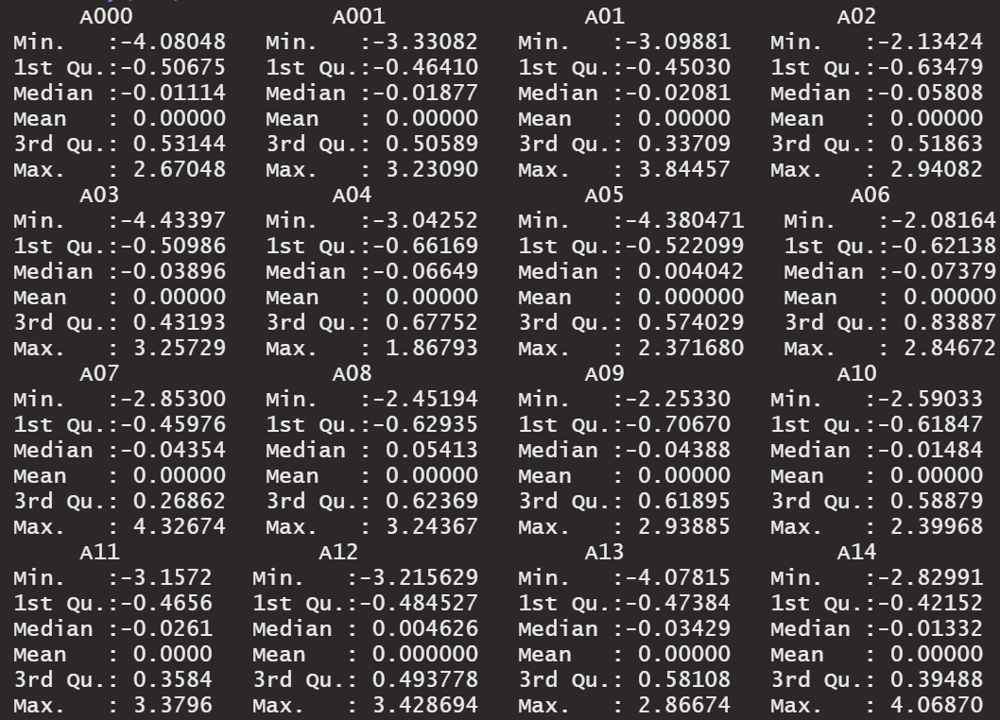 A000 A001 A01 A02
Min. :-4.08048 Min. :-3.33082 Min. :-3.09881 Min. :-2.13424
1st Qu.:-0.50675 1st Qu.:-0.46410 1st Qu.:-0.45030 1st Qu.:-0.63479
Median :-0.01114 Median :-0.01877 Median :-0.02081 Median :-0.05808
Mean : 0.00000 Mean : 0.00000 Mean : 0.00000 Mean : 0.00000
3rd Qu.: 0.53144 3rd Qu.: 0.50589 3rd Qu.: 0.33709 3rd Qu.: 0.51863
Max. : 2.67048 Max. : 3.23090 Max. : 3.84457 Max. : 2.94082
A03 A04 A05 A06
Min. :-4.43397 Min. :-3.04252 Min. :-4.380471 Min. :-2.08164
1st Qu.:-0.50986 1st Qu.:-0.66169 1st Qu.:-0.522099 1st Qu.:-0.62138
Median :-0.03896 Median :-0.06649 Median : 0.004042 Median :-0.07379
Mean : 0.00000 Mean : 0.00000 Mean : 0.000000 Mean : 0.00000
3rd Qu.: 0.43193 3rd Qu.: 0.67752 3rd Qu.: 0.574029 3rd Qu.: 0.83887
Max. : 3.25729 Max. : 1.86793 Max. : 2.371680 Max. : 2.84672
A07 A08 A09 A10
Min. :-2.85300 Min. :-2.45194 Min. :-2.25330 Min. :-2.59033
1st Qu.:-0.45976 1st Qu.:-0.62935 1st Qu.:-0.70670 1st Qu.:-0.61847
Median :-0.04354 Median : 0.05413 Median :-0.04388 Median :-0.01484
Mean : 0.00000 Mean : 0.00000 Mean : 0.00000 Mean : 0.00000
3rd Qu.: 0.26862 3rd Qu.: 0.62369 3rd Qu.: 0.61895 3rd Qu.: 0.58879
Max. : 4.32674 Max. : 3.24367 Max. : 2.93885 Max. : 2.39968
A11 A12 A13 A14
Min. :-3.1572 Min. :-3.215629 Min. :-4.07815 Min. :-2.82991
1st Qu.:-0.4656 1st Qu.:-0.484527 1st Qu.:-0.47384 1st Qu.:-0.42152
Median :-0.0261 Median : 0.004626 Median :-0.03429 Median :-0.01332
Mean : 0.0000 Mean : 0.000000 Mean : 0.00000 Mean : 0.00000
3rd Qu.: 0.3584 3rd Qu.: 0.493778 3rd Qu.: 0.58108 3rd Qu.: 0.39488
Max. : 3.3796 Max. : 3.428694 Max. : 2.86674 Max. : 4.06870